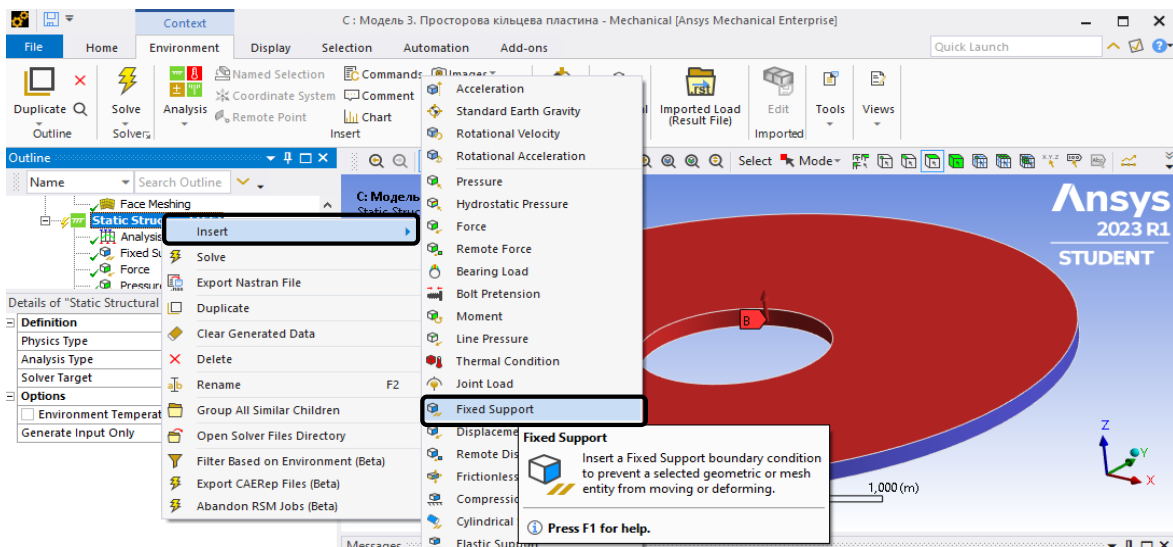 Context
C : Модель 3. Просторова кільцева пластина - Mechanical [Ansys Mechanical Enterprise]
File Home Environment Display Selection Automation Add-ons Quick Launch
Named Selection Commands Images
Coordinate System Comment
Remote Point Chart
Duplicate Q Solve Analysis Imported Load (Result File) Edit Tools Views
Outline Solvers Insert Imported
Outline
Name Search Outline Select Mode
Face Meshing
Static Struc
Analysis
Fixed Su
Force
Pressure
Details of "Static Structural
Definition
Physics Type
Analysis Type
Solver Target
Options
Environment Temperat
Generate Input Only
Insert
Solve
Export Nastran File
Duplicate
Clear Generated Data
Delete
Rename F2
Group All Similar Children
Open Solver Files Directory
Filter Based on Environment (Beta)
Export CAERep Files (Beta)
Abandon RSM Jobs (Beta)
Acceleration
Standard Earth Gravity
Rotational Velocity
Rotational Acceleration
Pressure
Hydrostatic Pressure
Force
Remote Force
Bearing Load
Bolt Pretension
Moment
Line Pressure
Thermal Condition
Joint Load
Fixed Support
Displaceme
Remote Dis
Frictionless
Compressio
Cylindrical
Elastic Support
Fixed Support
Insert a Fixed Support boundary condition
to prevent a selected geometric or mesh
entity from moving or deforming.
Press F1 for help.
C: Модель
Static Struc
Ansys
2023 R1
STUDENT
B
1,000 (m)
Z
Y
X
Messages